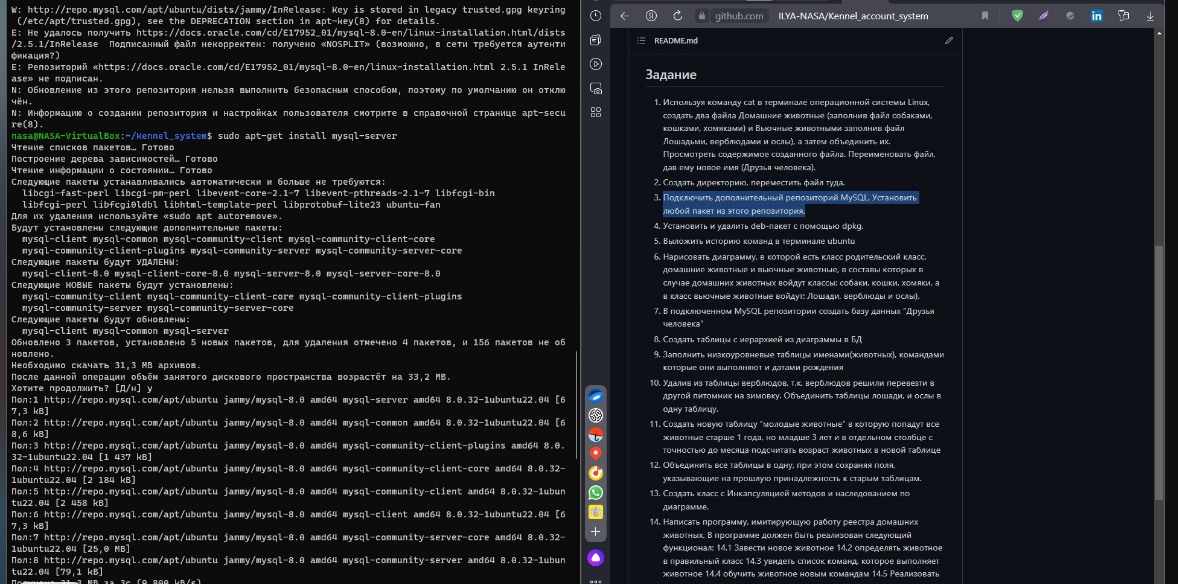 W: http://repo.mysql.com/apt/ubuntu/dists/jammy/InRelease: Key is stored in legacy trusted.gpg keyring
(/etc/apt/trusted.gpg), see the DEPRECATION section in apt-key(8) for details.
E: Не удалось получить https://docs.oracle.com/cd/E17952_01/mysql-8.0-en/linux-installation.html/dists
/2.5.1/InRelease  Подписанный файл некорректен: получено «NOSPLIT» (возможно, в сети требуется аутенти
фикация?)
E: Репозиторий «https://docs.oracle.com/cd/E17952_01/mysql-8.0-en/linux-installation.html 2.5.1 InRele
ase» не подписан.
N: Обновление из этого репозитория нельзя выполнить безопасным способом, поэтому по умолчанию он отклю
чён.
N: Информацию о создании репозитория и настройках пользователя смотрите в справочной странице apt-secu
re(8).
nasa@NASA-VirtualBox:~/Kennel_system$ sudo apt-get install mysql-server
Чтение списков пакетов… Готово
Построение дерева зависимостей… Готово
Чтение информации о состоянии… Готово
Следующие пакеты устанавливались автоматически и больше не требуются:
libcgi-fast-perl libcgi-pm-perl libevent-core-2.1-7 libevent-pthreads-2.1-7 libfcgi-bin
libfcgi-perl libfcgi0ldbl libhtml-template-perl libprotobuf-lite23 ubuntu-fan
Для их удаления используйте «sudo apt autoremove».
Будут установлены следующие дополнительные пакеты:
mysql-client mysql-common mysql-community-client mysql-community-client-core
mysql-community-client-plugins mysql-community-server mysql-community-server-core
Следующие пакеты будут УДАЛЕНЫ:
mysql-client-8.0 mysql-client-core-8.0 mysql-server-8.0 mysql-server-core-8.0
Следующие НОВЫЕ пакеты будут установлены:
mysql-community-client mysql-community-client-core mysql-community-client-plugins
mysql-community-server mysql-community-server-core
Следующие пакеты будут обновлены:
mysql-client mysql-common mysql-server
Обновлено 3 пакетов, установлено 5 новых пакетов, для удаления отмечено 4 пакетов, и 156 пакетов не об
новлено.
Необходимо скачать 31,3 MB архивов.
После данной операции объём занятого дискового пространства возрастёт на 33,2 MB.
Хотите продолжить? [Д/н] y
Пол:1 http://repo.mysql.com/apt/ubuntu jammy/mysql-8.0 amd64 mysql-server amd64 8.0.32-1ubuntu22.04 [6
7,3 kB]
Пол:2 http://repo.mysql.com/apt/ubuntu jammy/mysql-8.0 amd64 mysql-common amd64 8.0.32-1ubuntu22.04 [6
8,6 kB]
Пол:3 http://repo.mysql.com/apt/ubuntu jammy/mysql-8.0 amd64 mysql-community-client-plugins amd64 8.0.
32-1ubuntu22.04 [1 437 kB]
Пол:4 http://repo.mysql.com/apt/ubuntu jammy/mysql-8.0 amd64 mysql-community-client-core amd64 8.0.32-
1ubuntu22.04 [2 184 kB]
Пол:5 http://repo.mysql.com/apt/ubuntu jammy/mysql-8.0 amd64 mysql-community-client amd64 8.0.32-1ubun
tu22.04 [2 458 kB]
Пол:6 http://repo.mysql.com/apt/ubuntu jammy/mysql-8.0 amd64 mysql-client amd64 8.0.32-1ubuntu22.04 [6
7,3 kB]
Пол:7 http://repo.mysql.com/apt/ubuntu jammy/mysql-8.0 amd64 mysql-community-server-core amd64 8.0.32-
1ubuntu22.04 [25,0 MB]
Пол:8 http://repo.mysql.com/apt/ubuntu jammy/mysql-8.0 amd64 mysql-community-server amd64 8.0.32-1ubun
tu22.04 [79,1 kB]
Получено 31,3 MB за 3с (9 800 kB/s)
github.com
ILYA-NASA/Kennel_account_system
README.md
Задание
1. Используя команду cat в терминале операционной системы Linux,
создать два файла Домашние животные (заполнив файл собаками,
кошками, хомяками) и Вьючные животными заполнив файл
Лошадьми, верблюдами и ослы), а затем объединить их.
Просмотреть содержимое созданного файла. Переименовать файл,
дав ему новое имя (Друзья человека).
2. Создать директорию, переместить файл туда.
3. Подключить дополнительный репозиторий MySQL. Установить
любой пакет из этого репозитория.
4. Установить и удалить deb-пакет с помощью dpkg.
5. Выложить историю команд в терминале ubuntu
6. Нарисовать диаграмму, в которой есть класс родительский класс,
домашние животные и вьючные животные, в составы которых в
случае домашних животных войдут классы: собаки, кошки, хомяки, а
в класс вьючные животные войдут: Лошади, верблюды и ослы).
7. В подключенном MySQL репозитории создать базу данных “Друзья
человека”
8. Создать таблицы с иерархией из диаграммы в БД
9. Заполнить низкоуровневые таблицы именами(животных), командами
которые они выполняют и датами рождения
10. Удалив из таблицы верблюдов, т.к. верблюдов решили перевезти в
другой питомник на зимовку. Объединить таблицы лошади, и ослы в
одну таблицу.
11. Создать новую таблицу “молодые животные” в которую попадут все
животные старше 1 года, но младше 3 лет и в отдельном столбце с
точностью до месяца подсчитать возраст животных в новой таблице
12. Объединить все таблицы в одну, при этом сохраняя поля,
указывающие на прошлую принадлежность к старым таблицам.
13. Создать класс с Инкапсуляцией методов и наследованием по
диаграмме.
14. Написать программу, имитирующую работу реестра домашних
животных. В программе должен быть реализован следующий
функционал: 14.1 Завести новое животное 14.2 определять животное
в правильный класс 14.3 увидеть список команд, которое выполняет
животное 14.4 обучить животное новым командам 14.5 Реализовать